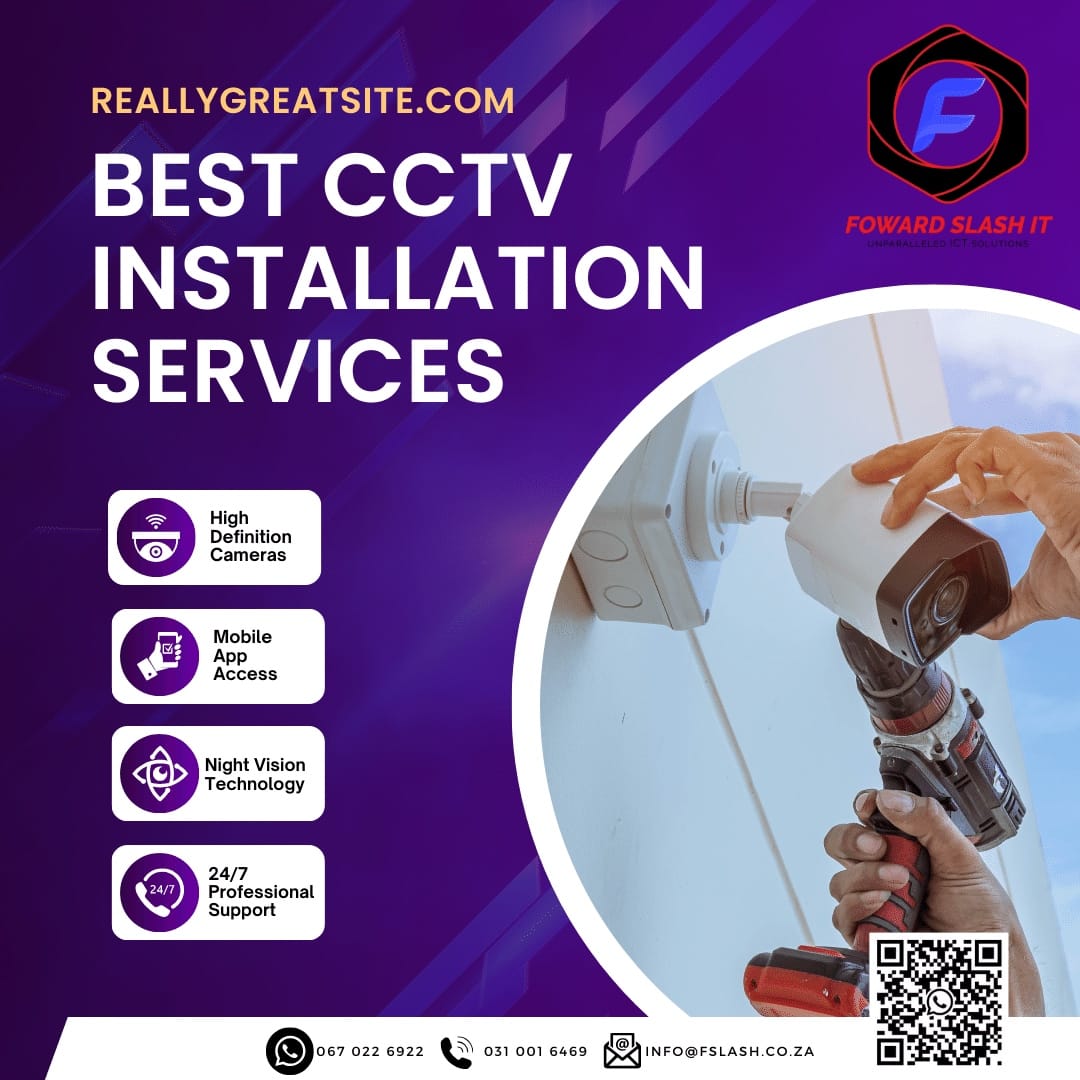 REALLYGREATSITE.COM
BEST CCTV
INSTALLATION
SERVICES
F
FOWARD SLASH IT
UNPARALLELED ICT SOLUTIONS
High
Definition
Cameras
Mobile
App
Access
Night Vision
Technology
24/7
24/7
Professional
Support
067 022 6922
031 001 6469
INFO@FSLASH.CO.ZA